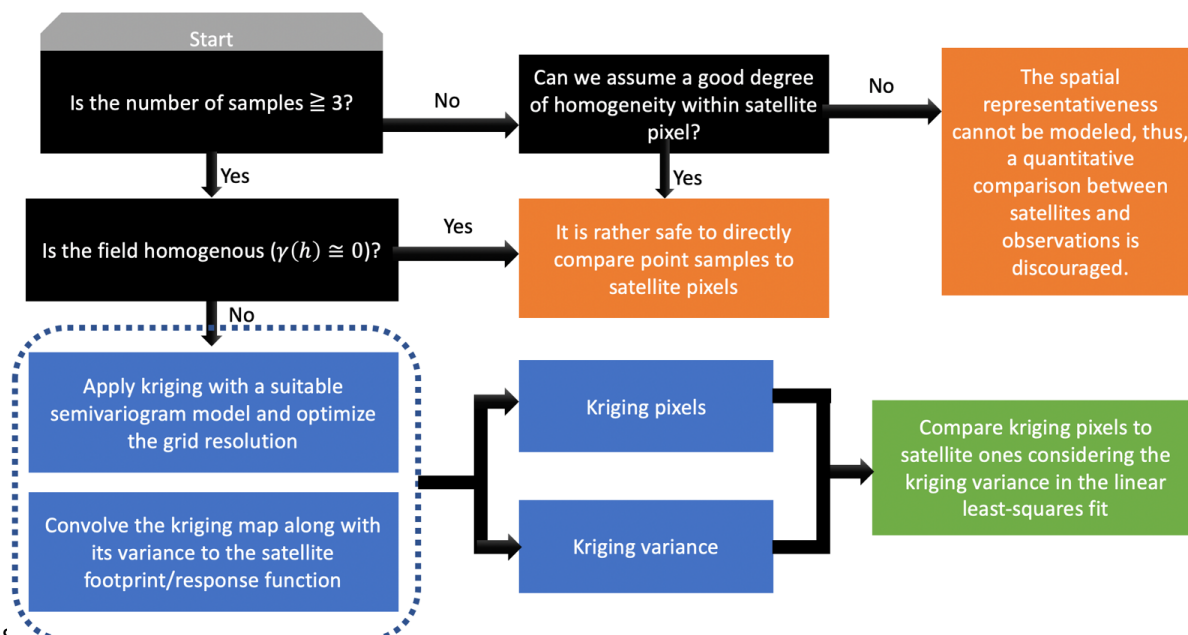 Start
Is the number of samples ≧ 3?
No
Can we assume a good degree
of homogeneity within satellite
pixel?
No
The spatial
representativeness
cannot be modeled, thus,
a quantitative
comparison between
satellites and
observations is
discouraged.
Yes
Yes
Is the field homogenous (γ(h) ≅ 0)?
Yes
It is rather safe to directly
compare point samples to
satellite pixels
No
Apply kriging with a suitable
semivariogram model and optimize
the grid resolution
Convolve the kriging map along with
its variance to the satellite
footprint/response function
Kriging pixels
Kriging variance
Compare kriging pixels to
satellite ones considering the
kriging variance in the linear
least-squares fit